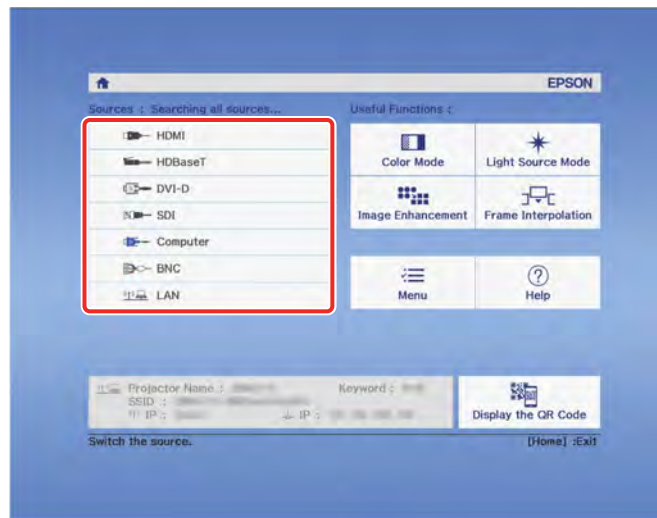 EPSON
Sources : Searching all sources...
Useful Functions :
HDMI
HDBaseT
DVI-D
SDI
Computer
BNC
LAN
Color Mode
Light Source Mode
Image Enhancement
Frame Interpolation
Menu
Help
Projector Name :
Keyword :
SSID :
IP :
IP :
Display the QR Code
Switch the source.
[Home] :Exit